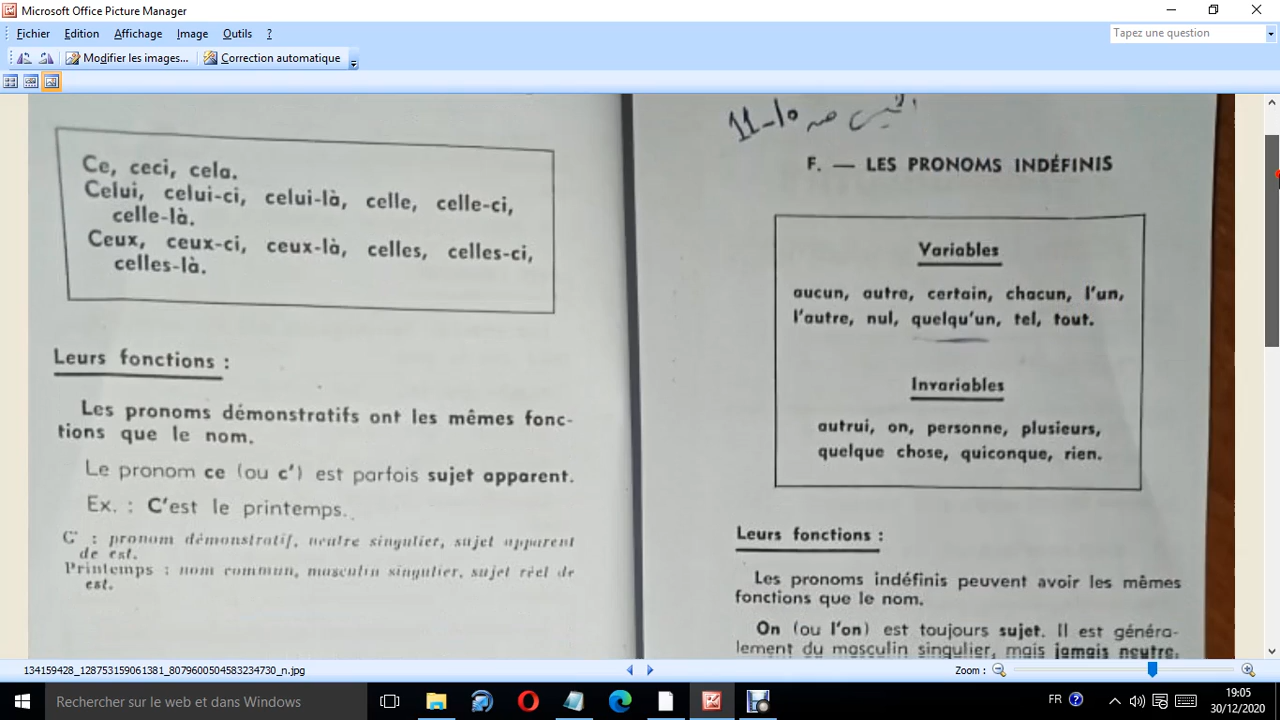 Microsoft Office Picture Manager
Fichier Edition Affichage Image Outils ?
Tapez une question
Modifier les images... Correction automatique
Ce, ceci, cela.
Celui, celui-ci, celui-là, celle, celle-ci,
celle-là.
Ceux, ceux-ci, ceux-là, celles, celles-ci,
celles-là.
Leurs fonctions :
Les pronoms démonstratifs ont les mêmes fonc-
tions que le nom.
Le pronom ce (ou c') est parfois sujet apparent.
Ex. : C'est le printemps.
C' : pronom démonstratif, neutre singulier, sujet apparent
de est.
Printemps : nom commun, masculin singulier, sujet réel de
est.
11-10
F. — LES PRONOMS INDÉFINIS
Variables
aucun, autre, certain, chacun, l'un,
l'autre, nul, quelqu'un, tel, tout.
Invariables
autrui, on, personne, plusieurs,
quelque chose, quiconque, rien.
Leurs fonctions :
Les pronoms indéfinis peuvent avoir les mêmes
fonctions que le nom.
On (ou l'on) est toujours sujet. Il est généra-
lement du masculin singulier, mais jamais neutre.
134159428_128753159061381_8079600504583234730_n.jpg
Zoom :
Rechercher sur le web et dans Windows
FR
19:05
30/12/2020